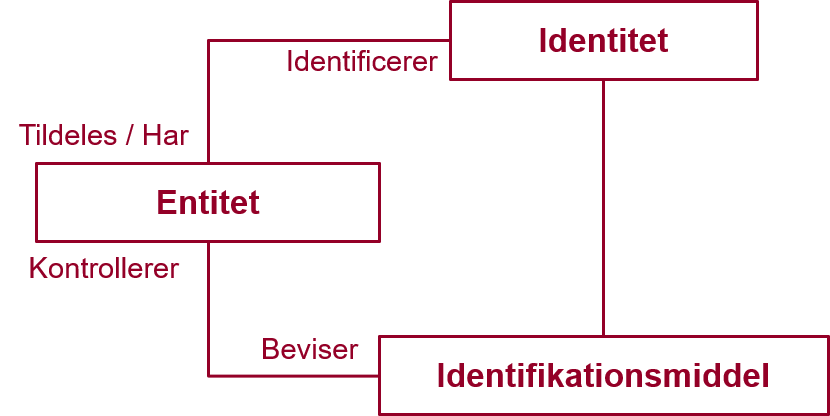 Identitet
Identificerer
Tildeles / Har
Entitet
Kontrollerer
Beviser
Identifikationsmiddel